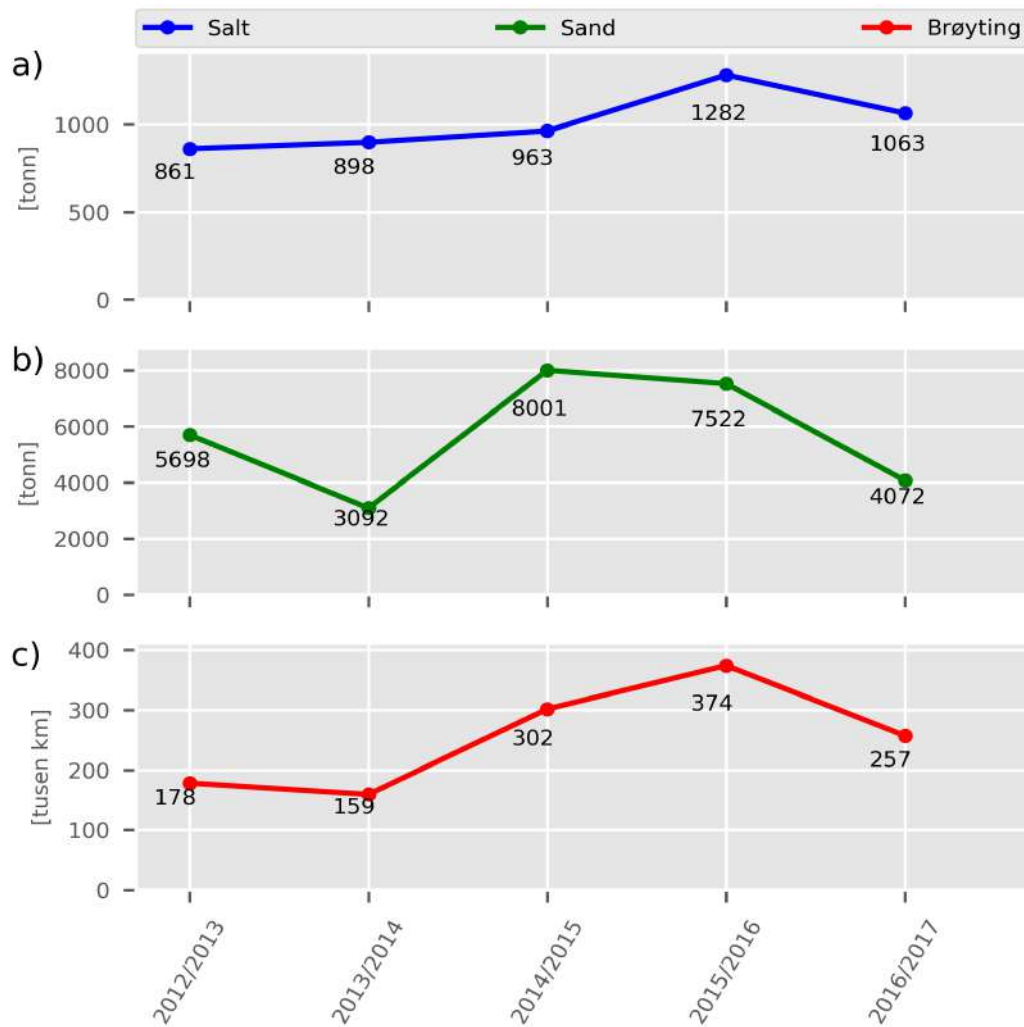 Salt Sand Brøyting
a)
1000
500
0
[tonn]
861 898 963 1282 1063
b)
8000
6000
4000
2000
0
[tonn]
5698 3092 8001 7522 4072
c)
400
300
200
100
0
[tusen km]
178 159 302 374 257
2012/2013 2013/2014 2014/2015 2015/2016 2016/2017